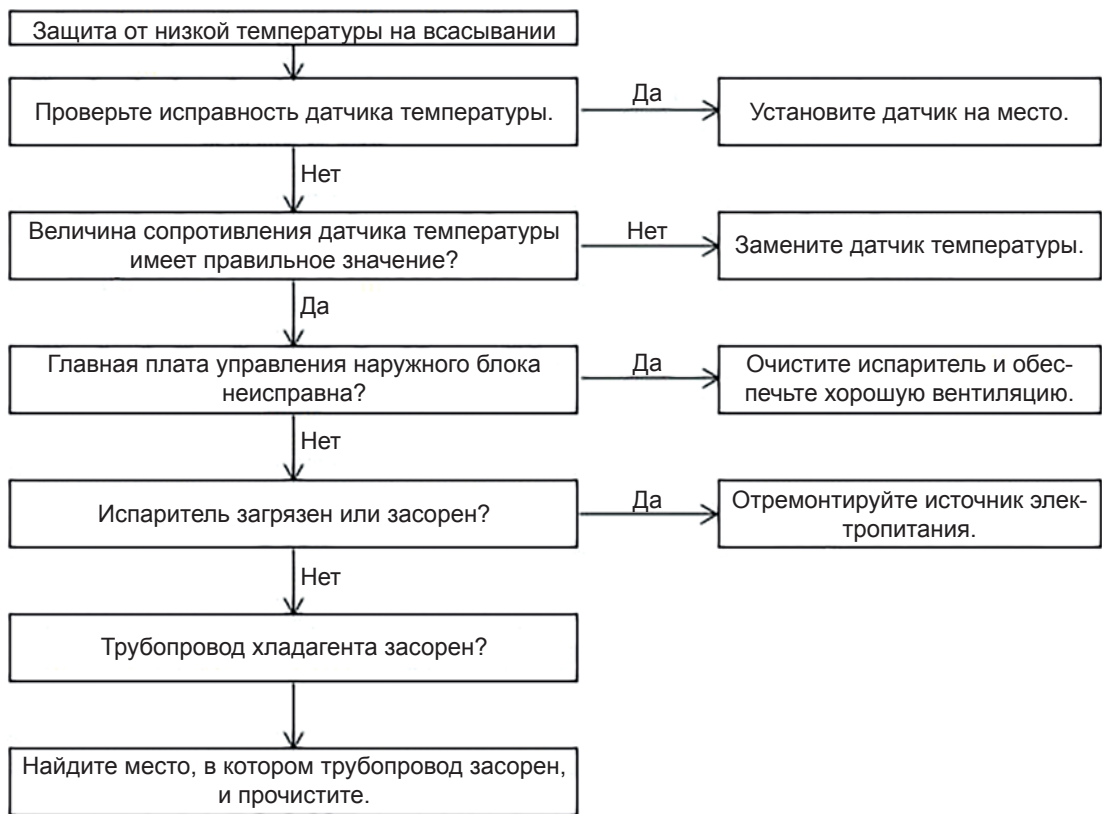 Защита от низкой температуры на всасывании
Проверьте исправность датчика температуры.
Да
Установите датчик на место.
Нет
Величина сопротивления датчика температуры
имеет правильное значение?
Нет
Замените датчик температуры.
Да
Главная плата управления наружного блока
неисправна?
Да
Очистите испаритель и обес-
печьте хорошую вентиляцию.
Нет
Испаритель загрязен или засорен?
Да
Отремонтируйте источник элек-
тропитания.
Нет
Трубопровод хладагента засорен?
Найдите место, в котором трубопровод засорен,
и прочистите.